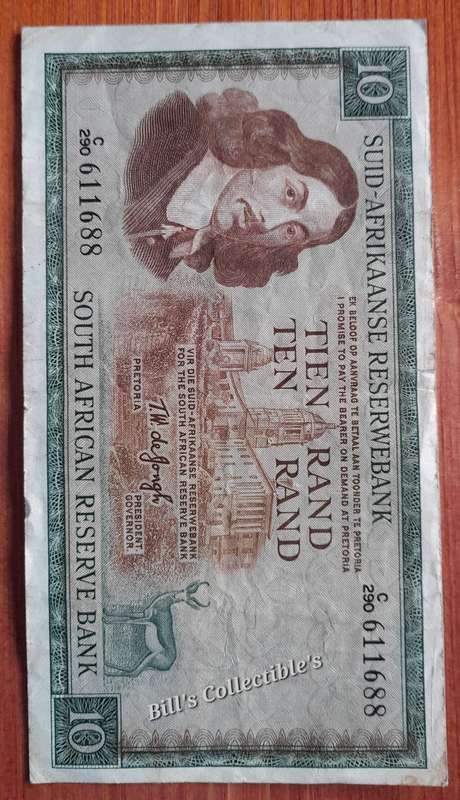 10
SUID-AFRIKAANSE RESERWEBANK
EK BELOOF OP AANVRAAG TE BETAAL AAN TOONDER TE PRETORIA
I PROMISE TO PAY THE BEARER ON DEMAND AT PRETORIA
C
290 611688
C
290 611688
TIEN RAND
TEN RAND
VIR DIE SUID-AFRIKAANSE RESERWEBANK
FOR THE SOUTH AFRICAN RESERVE BANK
T.W. de Jongh
PRETORIA
PRESIDENT.
GOVERNOR.
SOUTH AFRICAN RESERVE BANK
10
Bill's Collectible's